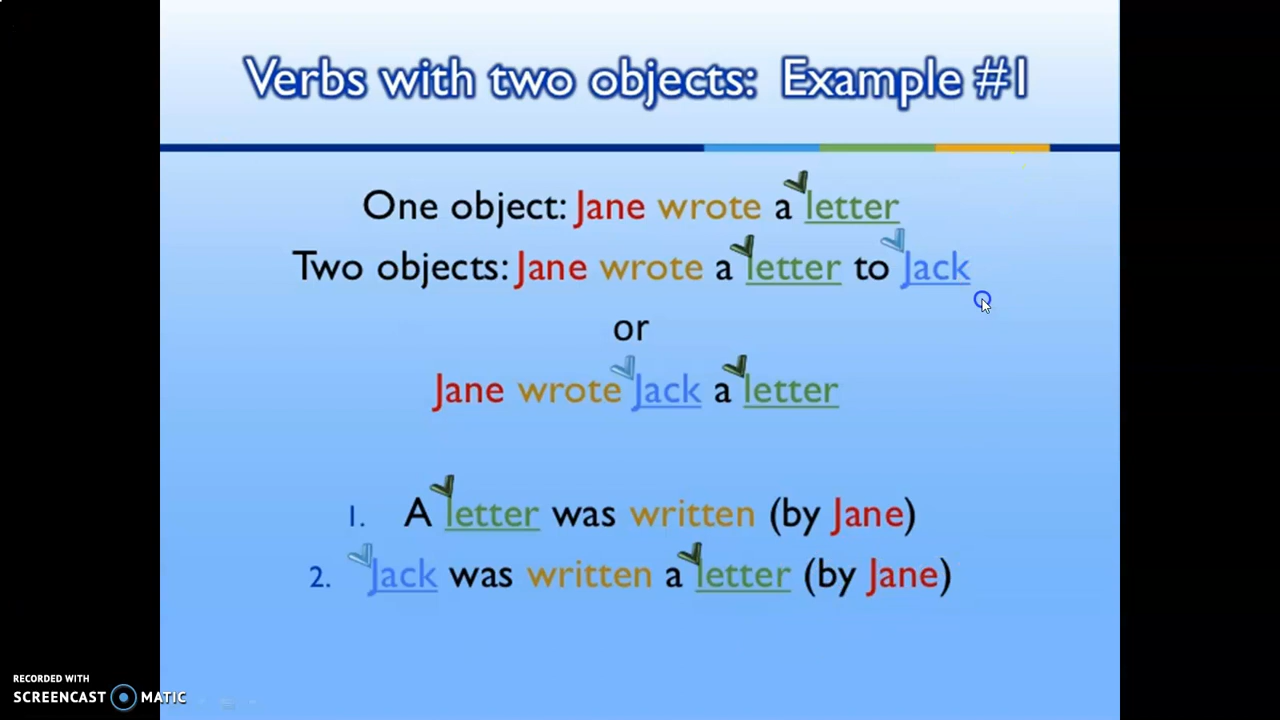 Verbs with two objects: Example #1
One object: Jane wrote a letter
Two objects: Jane wrote a letter to Jack
or
Jane wrote Jack a letter
1. A letter was written (by Jane)
2. Jack was written a letter (by Jane)
RECORDED WITH
SCREENCAST MATIC